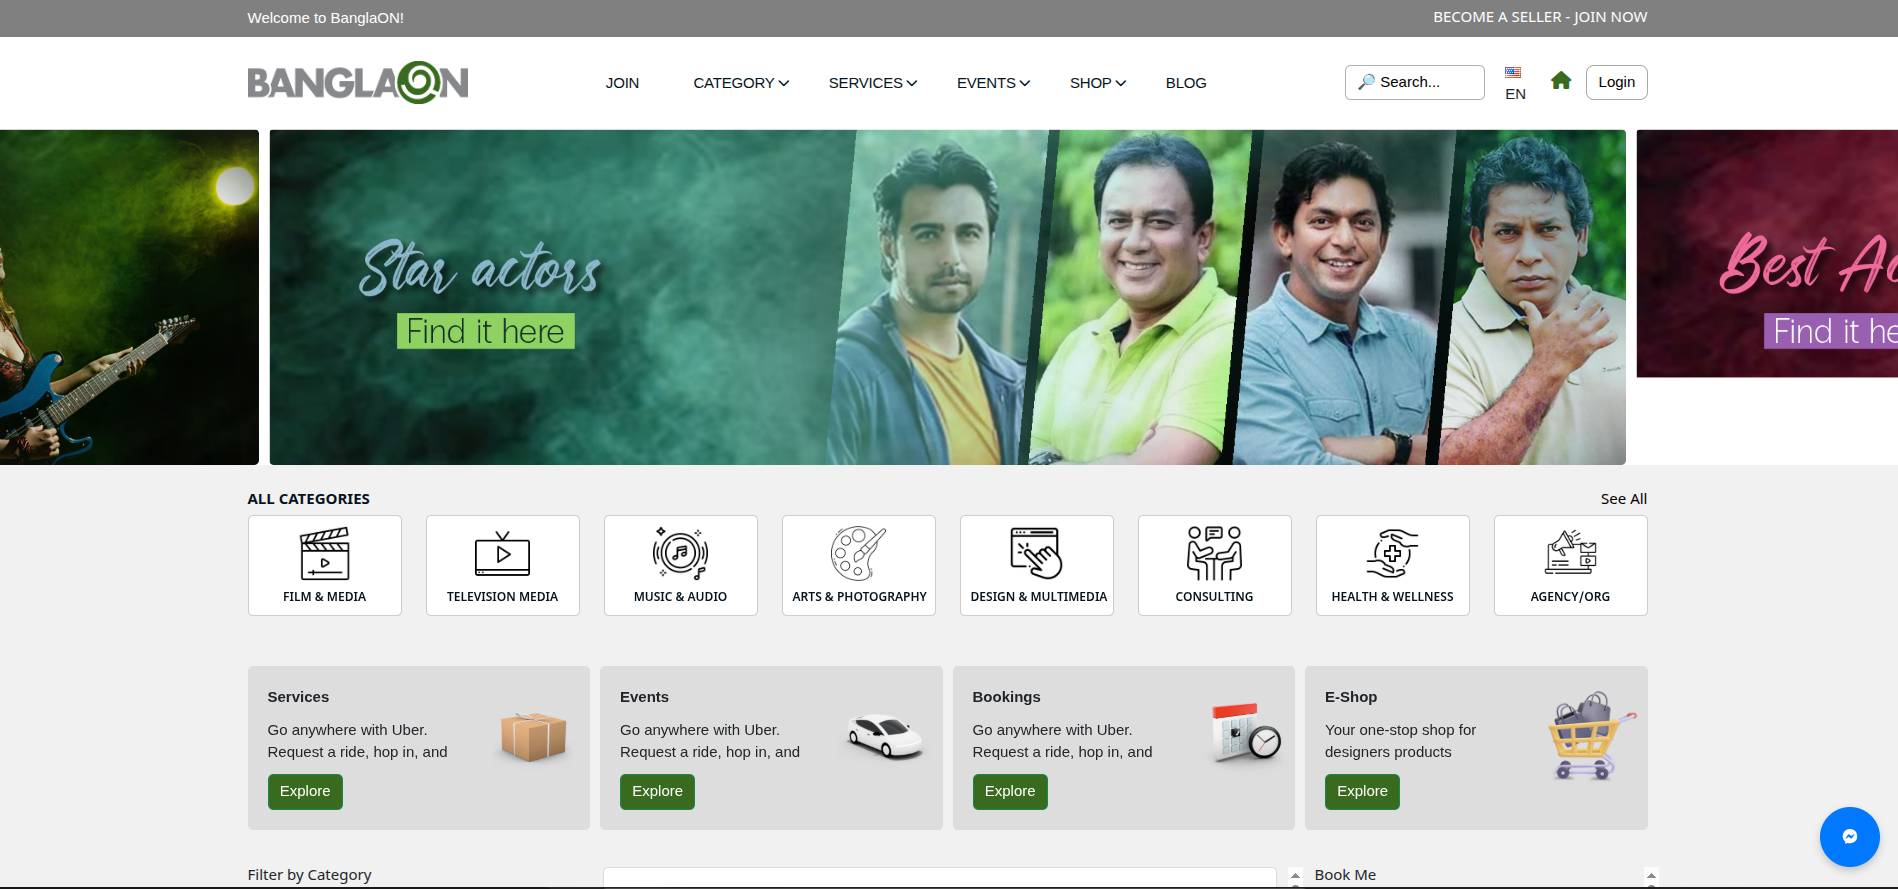 Welcome to BanglaON!
BECOME A SELLER - JOIN NOW
BANGLAON
JOIN
CATEGORY
SERVICES
EVENTS
SHOP
BLOG
🔎 Search...
EN
Login
Star actors
Find it here
Best Ac
Find it he
ALL CATEGORIES
See All
FILM & MEDIA
TELEVISION MEDIA
MUSIC & AUDIO
ARTS & PHOTOGRAPHY
DESIGN & MULTIMEDIA
CONSULTING
HEALTH & WELLNESS
AGENCY/ORG
Services
Go anywhere with Uber.
Request a ride, hop in, and
Explore
Events
Go anywhere with Uber.
Request a ride, hop in, and
Explore
Bookings
Go anywhere with Uber.
Request a ride, hop in, and
Explore
E-Shop
Your one-stop shop for
designers products
Explore
Filter by Category
Book Me